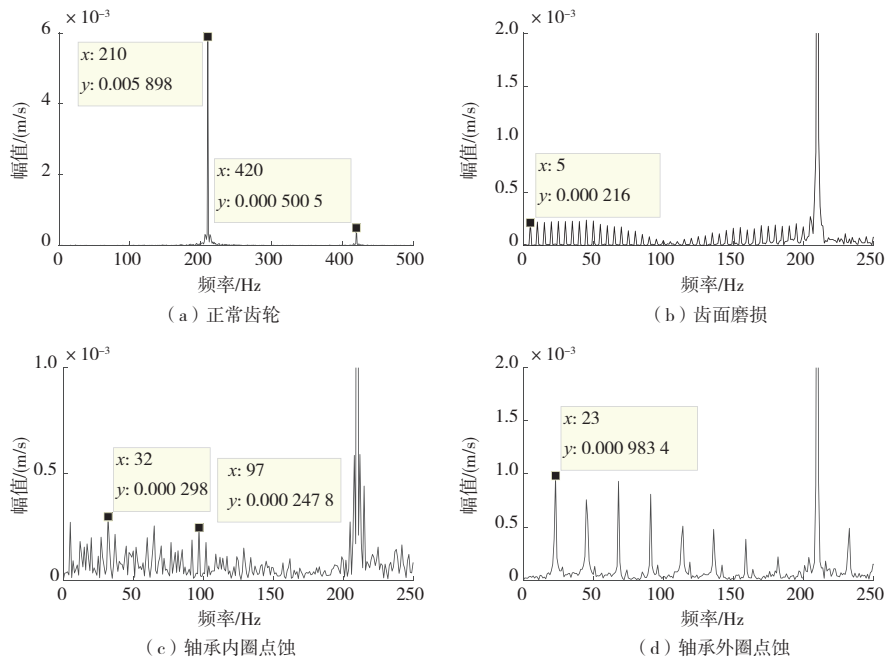 × 10⁻³
6
x: 210
y: 0.005 898
4
幅值/(m/s)
x: 420
2
y: 0.000 500 5
0
0 100 200 300 400 500
频率/Hz
（a）正常齿轮
× 10⁻³
2.0
1.5
1.0
幅值/(m/s)
x: 5
y: 0.000 216
0.5
0
0 50 100 150 200 250
频率/Hz
（b）齿面磨损
× 10⁻³
1.0
幅值/(m/s)
0.5
x: 32
y: 0.000 298
x: 97
y: 0.000 247 8
0
0 50 100 150 200 250
频率/Hz
（c）轴承内圈点蚀
× 10⁻³
2.0
1.5
x: 23
y: 0.000 983 4
1.0
幅值/(m/s)
0.5
0
0 50 100 150 200 250
频率/Hz
（d）轴承外圈点蚀